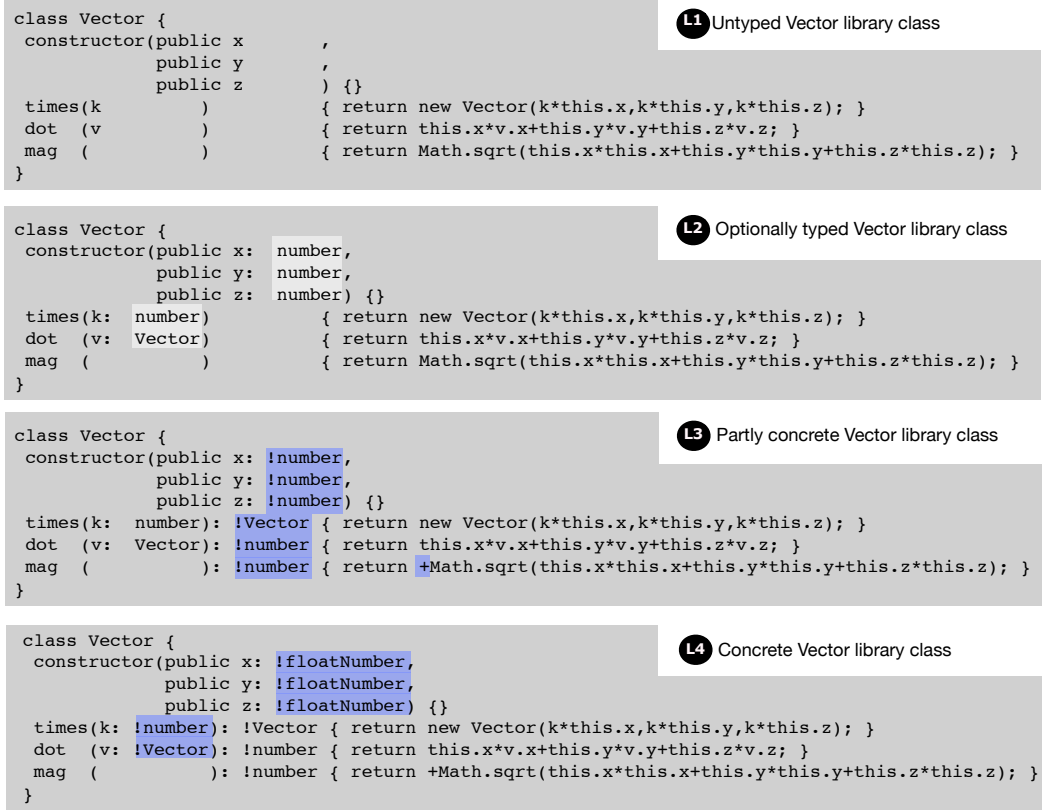 class Vector {
L1 Untyped Vector library class
constructor(public x ,
public y ,
public z ) {}
times(k ) { return new Vector(k*this.x,k*this.y,k*this.z); }
dot (v ) { return this.x*v.x+this.y*v.y+this.z*v.z; }
mag ( ) { return Math.sqrt(this.x*this.x+this.y*this.y+this.z*this.z); }
}
class Vector {
L2 Optionally typed Vector library class
constructor(public x: number,
public y: number,
public z: number) {}
times(k: number) { return new Vector(k*this.x,k*this.y,k*this.z); }
dot (v: Vector) { return this.x*v.x+this.y*v.y+this.z*v.z; }
mag ( ) { return Math.sqrt(this.x*this.x+this.y*this.y+this.z*this.z); }
}
class Vector {
L3 Partly concrete Vector library class
constructor(public x: !number,
public y: !number,
public z: !number) {}
times(k: number): !Vector { return new Vector(k*this.x,k*this.y,k*this.z); }
dot (v: Vector): !number { return this.x*v.x+this.y*v.y+this.z*v.z; }
mag ( ): !number { return +Math.sqrt(this.x*this.x+this.y*this.y+this.z*this.z); }
}
class Vector {
L4 Concrete Vector library class
constructor(public x: !floatNumber,
public y: !floatNumber,
public z: !floatNumber) {}
times(k: !number): !Vector { return new Vector(k*this.x,k*this.y,k*this.z); }
dot (v: !Vector): !number { return this.x*v.x+this.y*v.y+this.z*v.z; }
mag ( ): !number { return +Math.sqrt(this.x*this.x+this.y*this.y+this.z*this.z); }
}